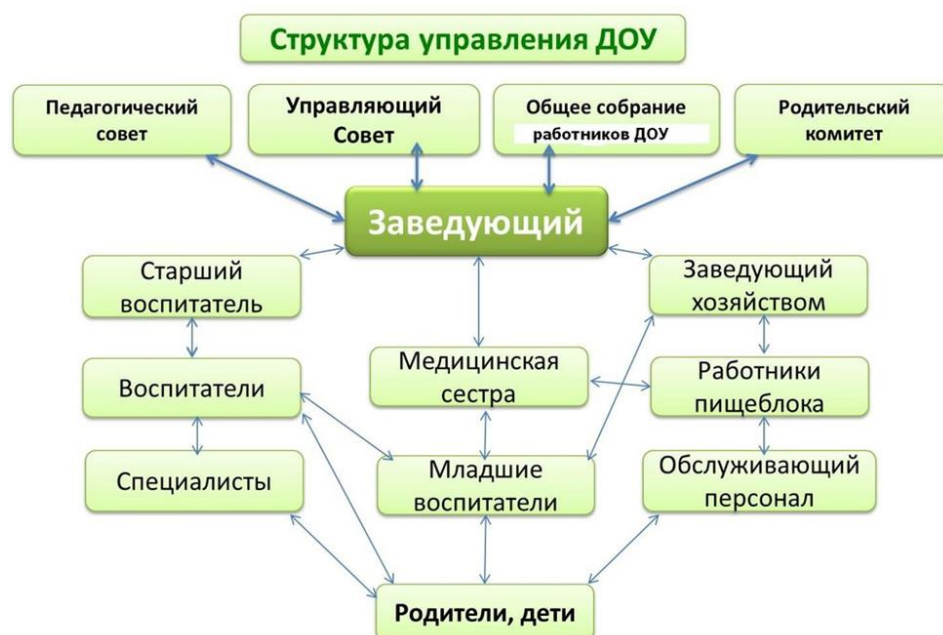 Структура управления ДОУ
Педагогический
совет
Управляющий
Совет
Общее собрание
работников ДОУ
Родительский
комитет
Заведующий
Старший
воспитатель
Заведующий
хозяйством
Воспитатели
Медицинская
сестра
Работники
пищеблока
Специалисты
Младшие
воспитатели
Обслуживающий
персонал
Родители, дети